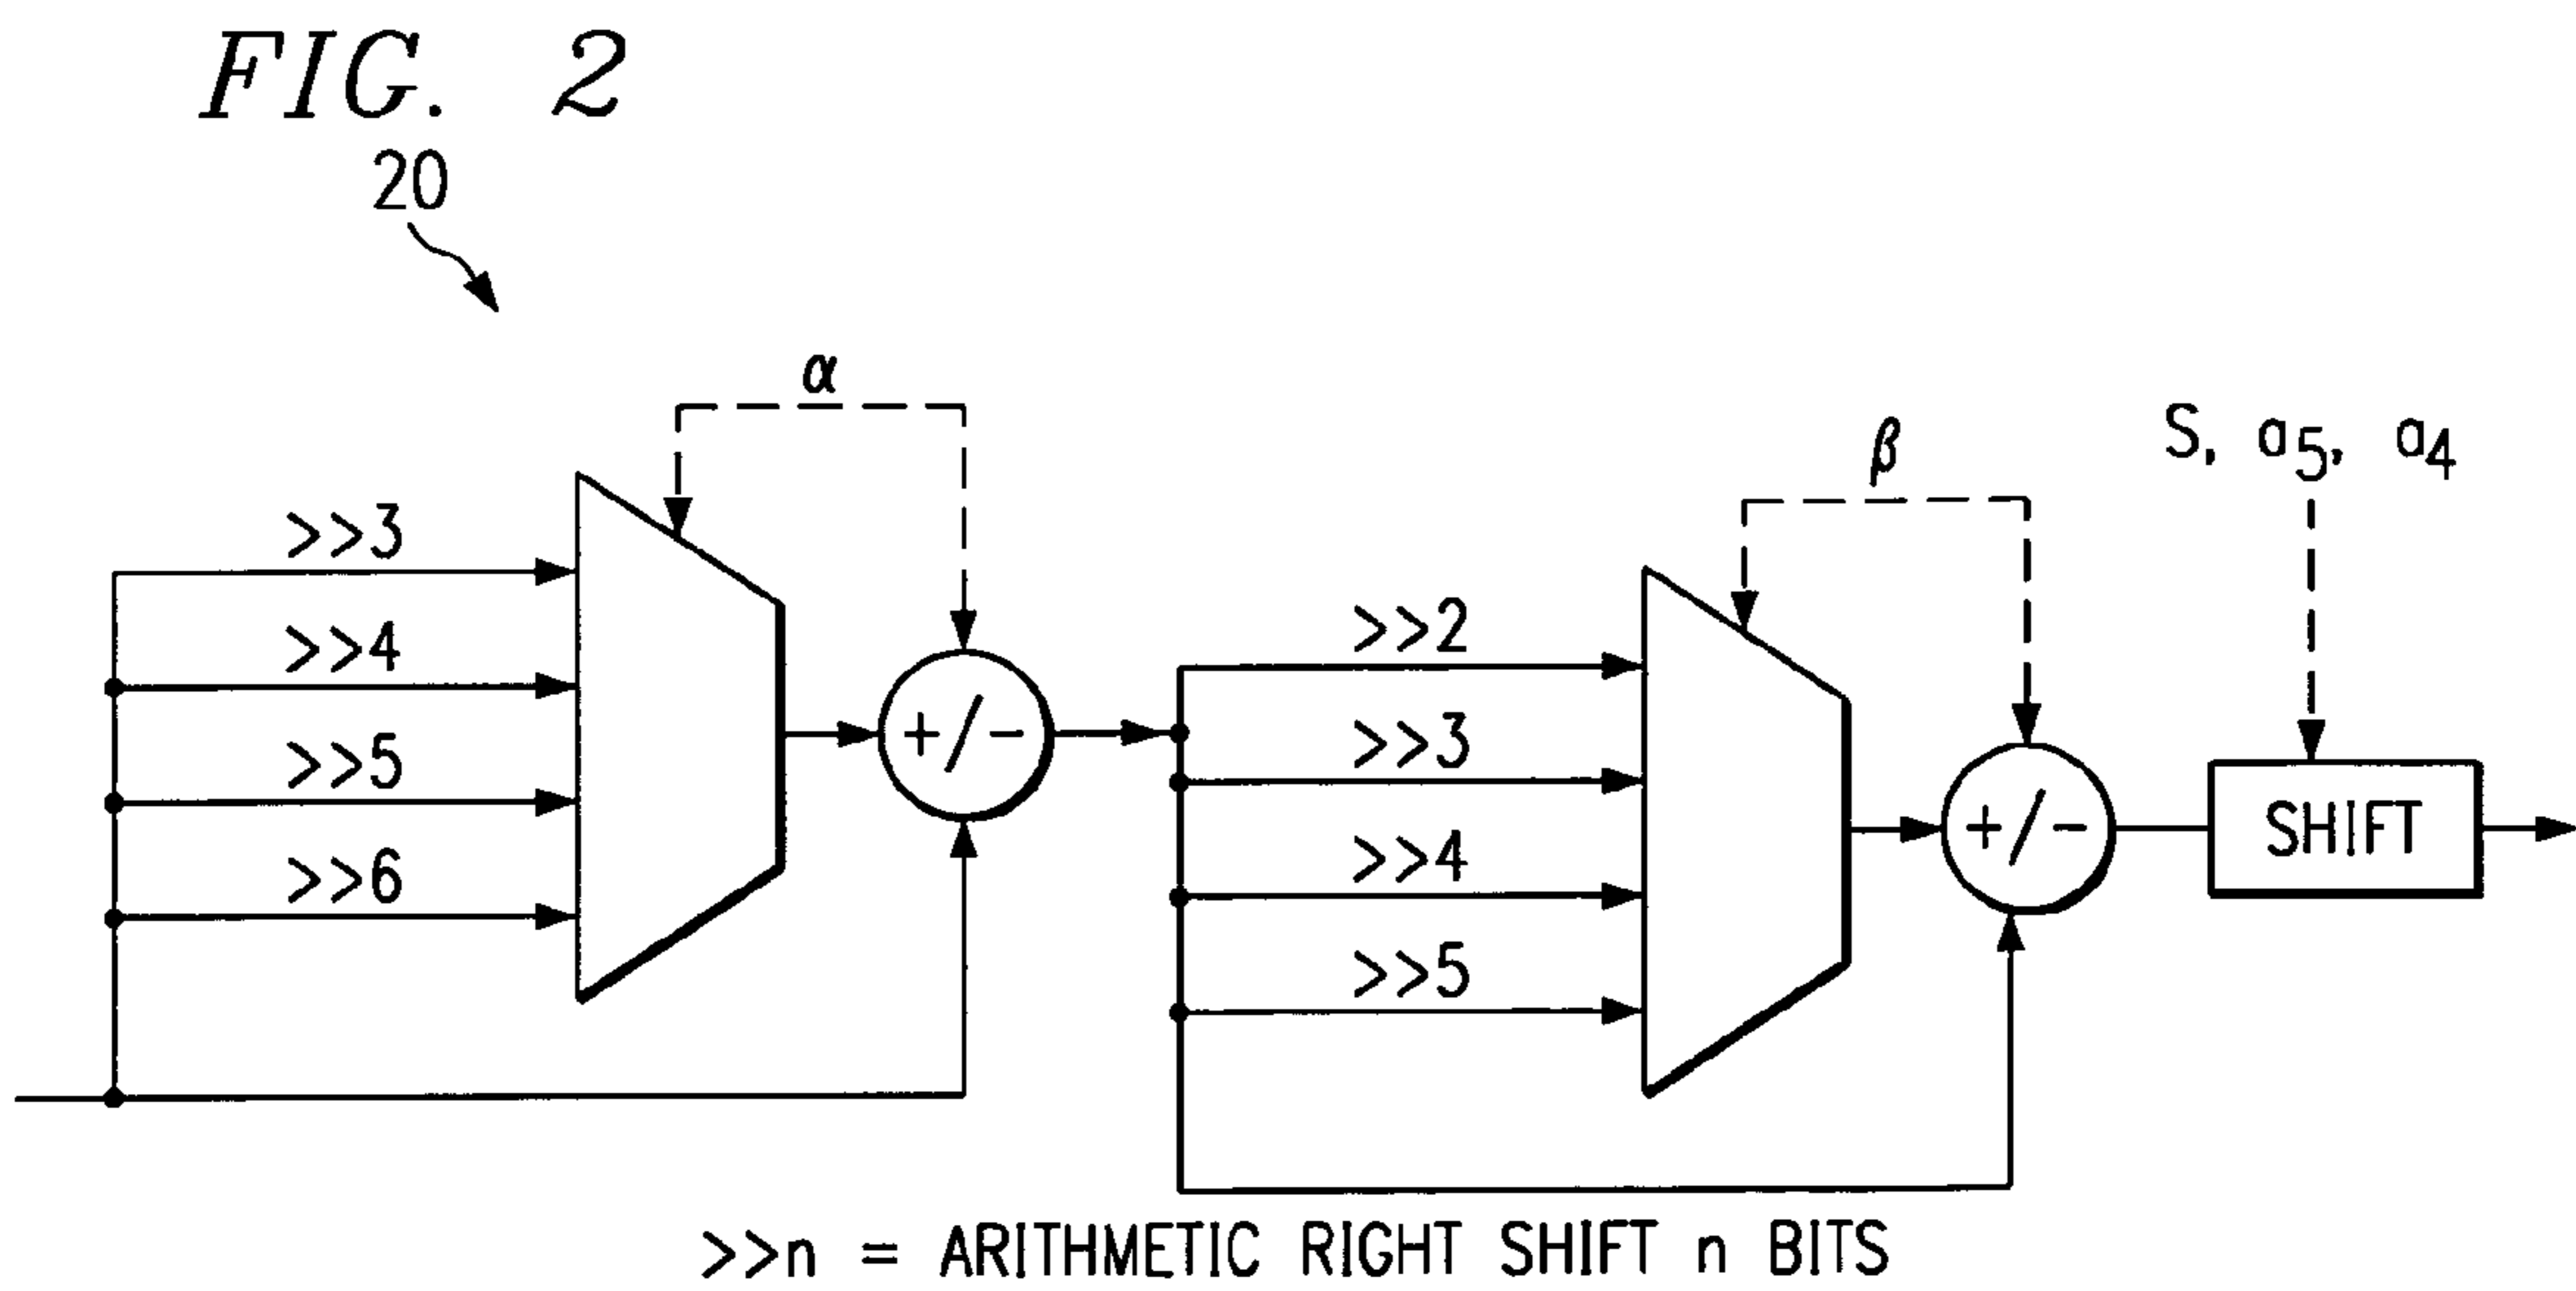 FIG. 2
20
α
β
S, a5, a4
>>3
>>4
>>5
>>6
+/-
>>2
>>3
>>4
>>5
+/-
SHIFT
>>n = ARITHMETIC RIGHT SHIFT n BITS